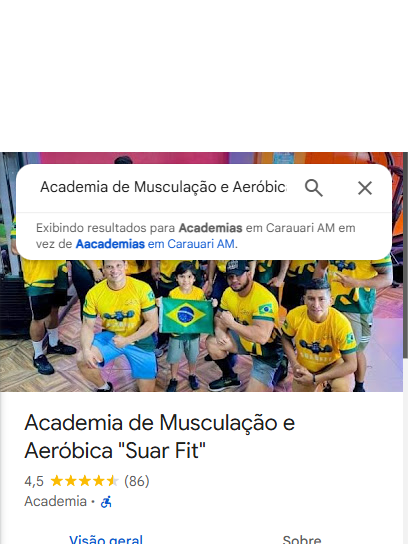 Academia de Musculação e Aeróbic
Exibindo resultados para Academias em Carauari AM em
vez de Aacademias em Carauari AM.
Academia de Musculação e
Aeróbica "Suar Fit"
4,5 (86)
Academia ·
Visão geral Sobre